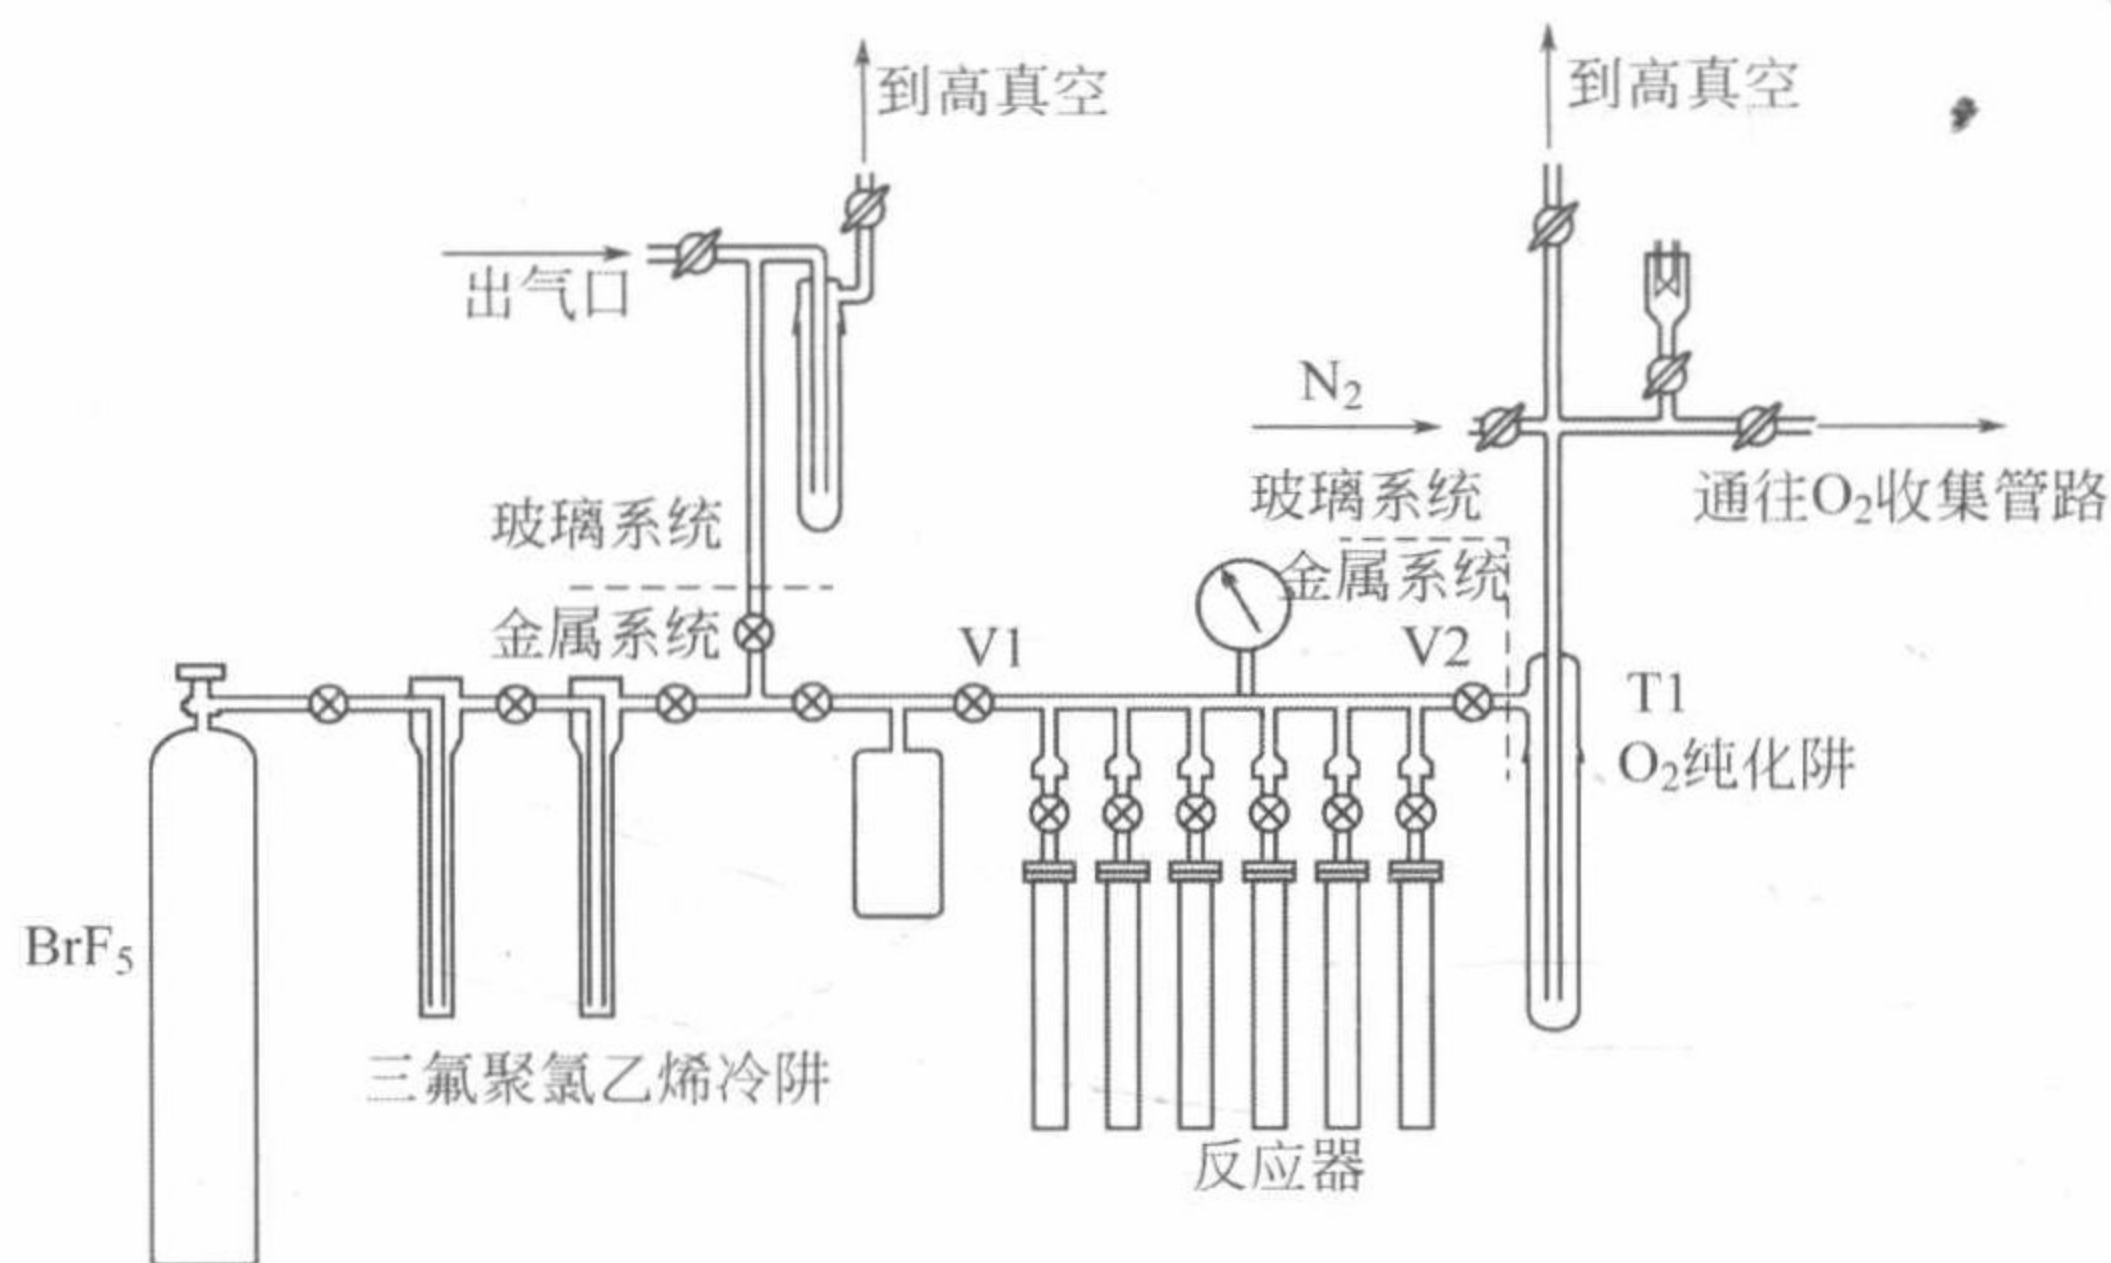 到高真空
到高真空
出气口
N₂
玻璃系统
玻璃系统
通往O₂收集管路
金属系统
金属系统
V1
V2
T1
O₂纯化阱
BrF₅
三氟聚氯乙烯冷阱
反应器